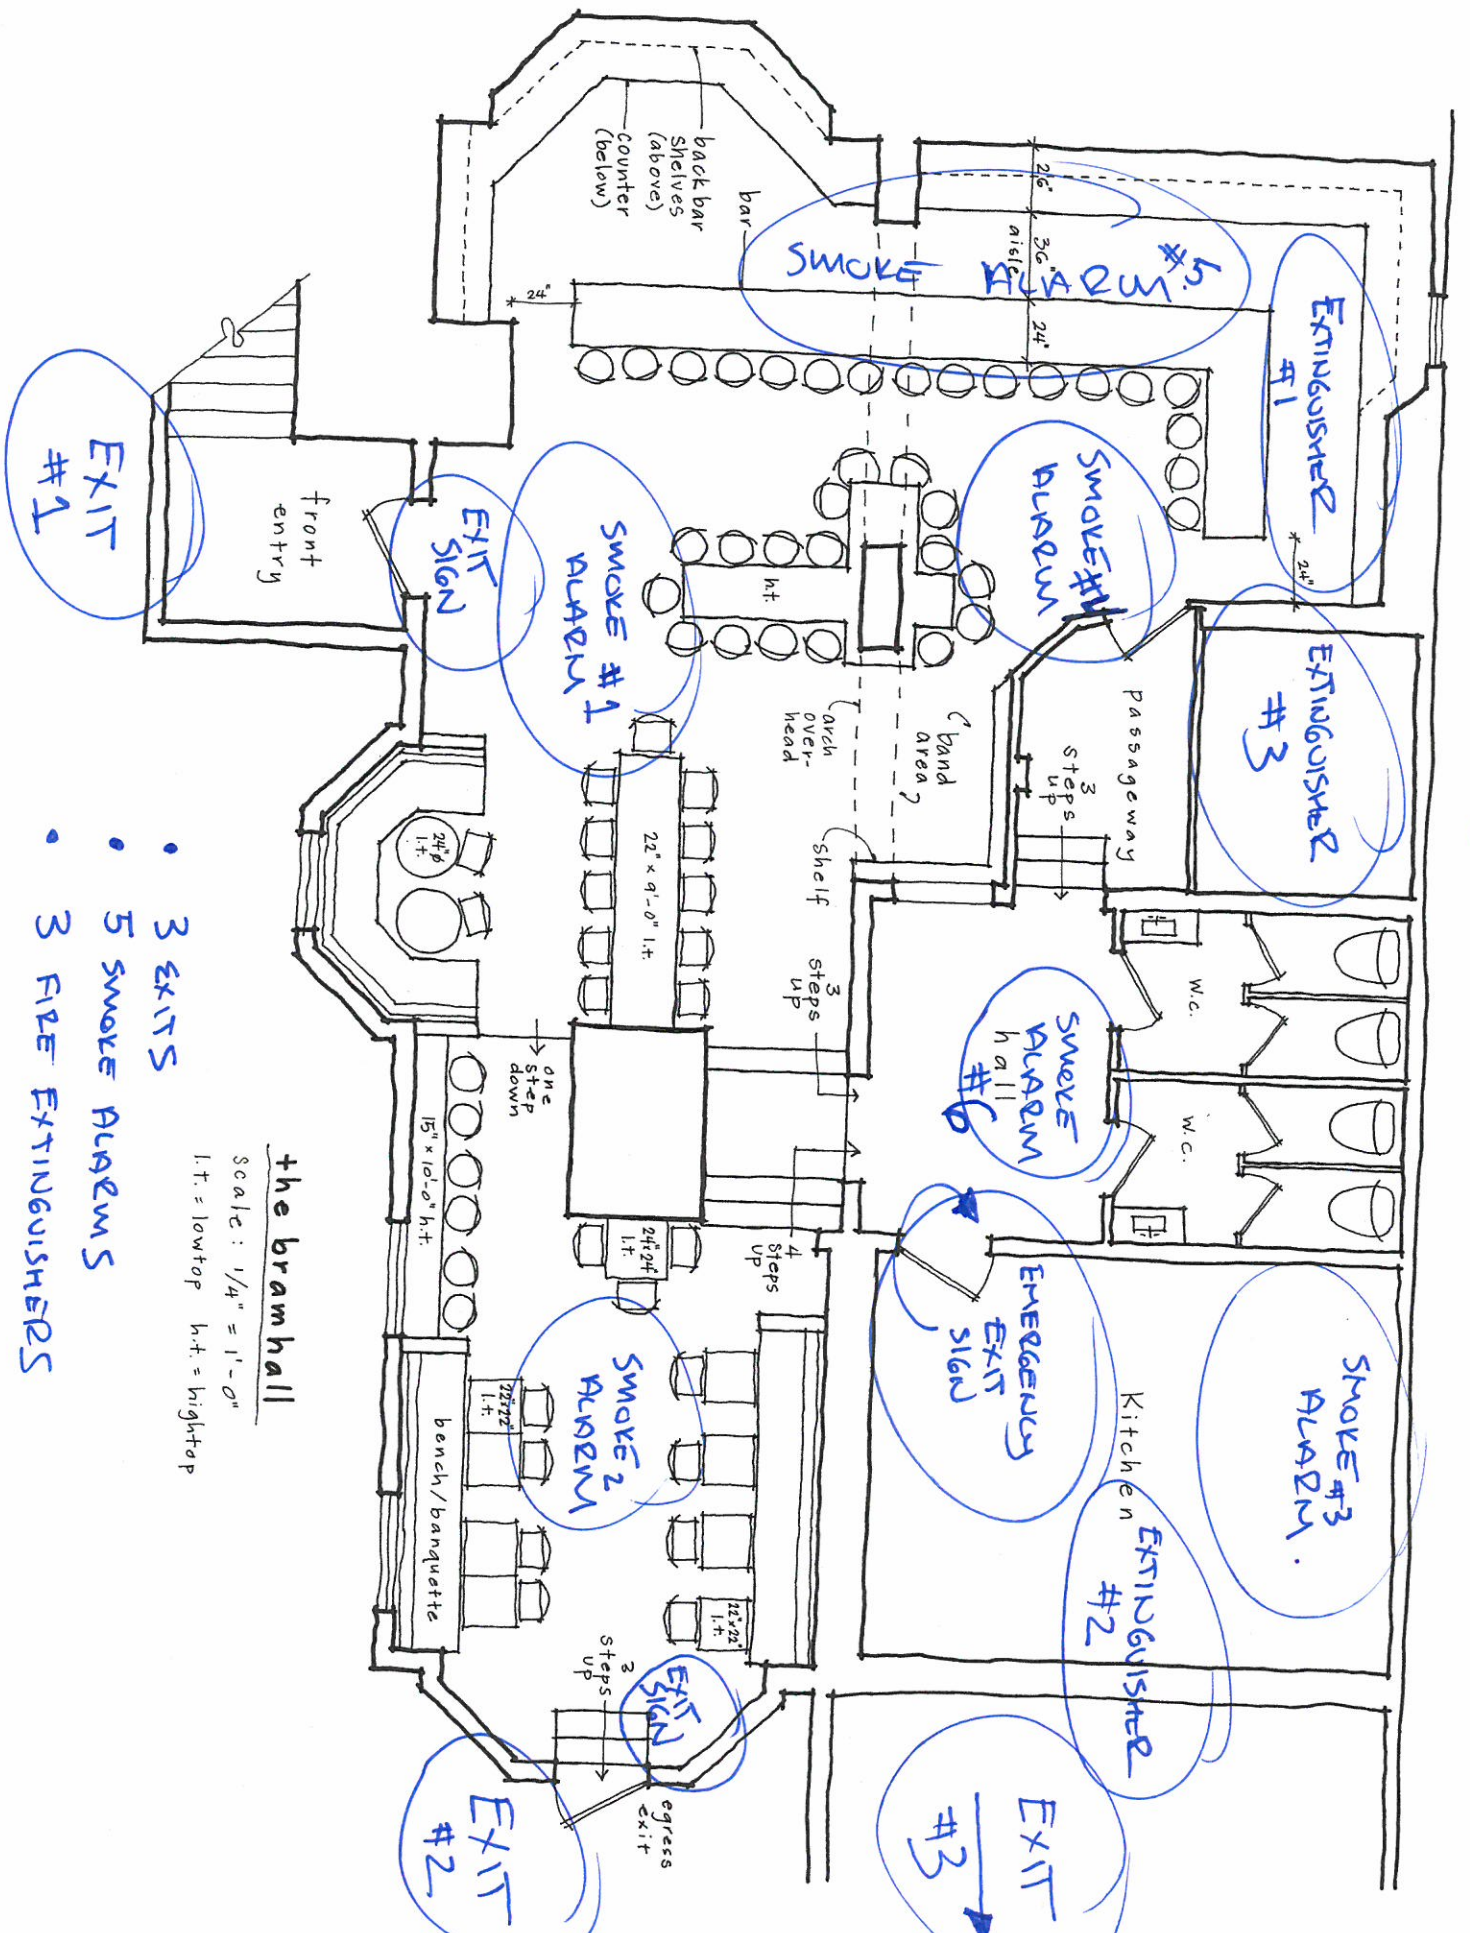 back bar
shelves
(above)
counter
(below)
bar
2'6"
36"
aisle
24"
24"
24"
SMOKE ALARM #5
EXTINGUISHER
#1
SMOKE #4
ALARM
EXTINGUISHER
#3
EXIT
#1
front
entry
EXIT
SIGN
SMOKE #1
ALARM
h.t.
(band
area)
(arch
over-
head
shelf
passageway
3
steps
up
24"ø
l.t.
22" x 9'-0" l.t.
3
steps
up
one
step
down
15" x 10'-0" h.t.
w.c.
w.c.
SMOKE
ALARM
hall
#6
4
steps
up
24"x24"
l.t.
EMERGENCY
EXIT
SIGN
Kitchen
SMOKE #3
ALARM.
EXTINGUISHER
#2
SMOKE 2
ALARM
22"x22"
l.t.
bench/banquette
22"x22"
l.t.
3
steps
up
EXIT
SIGN
egress
exit
EXIT
#2
EXIT
#3
the bramhall
scale: 1/4" = 1'-0"
l.t. = lowtop h.t. = hightop
• 3 EXITS
• 5 SMOKE ALARMS
• 3 FIRE EXTINGUISHERS